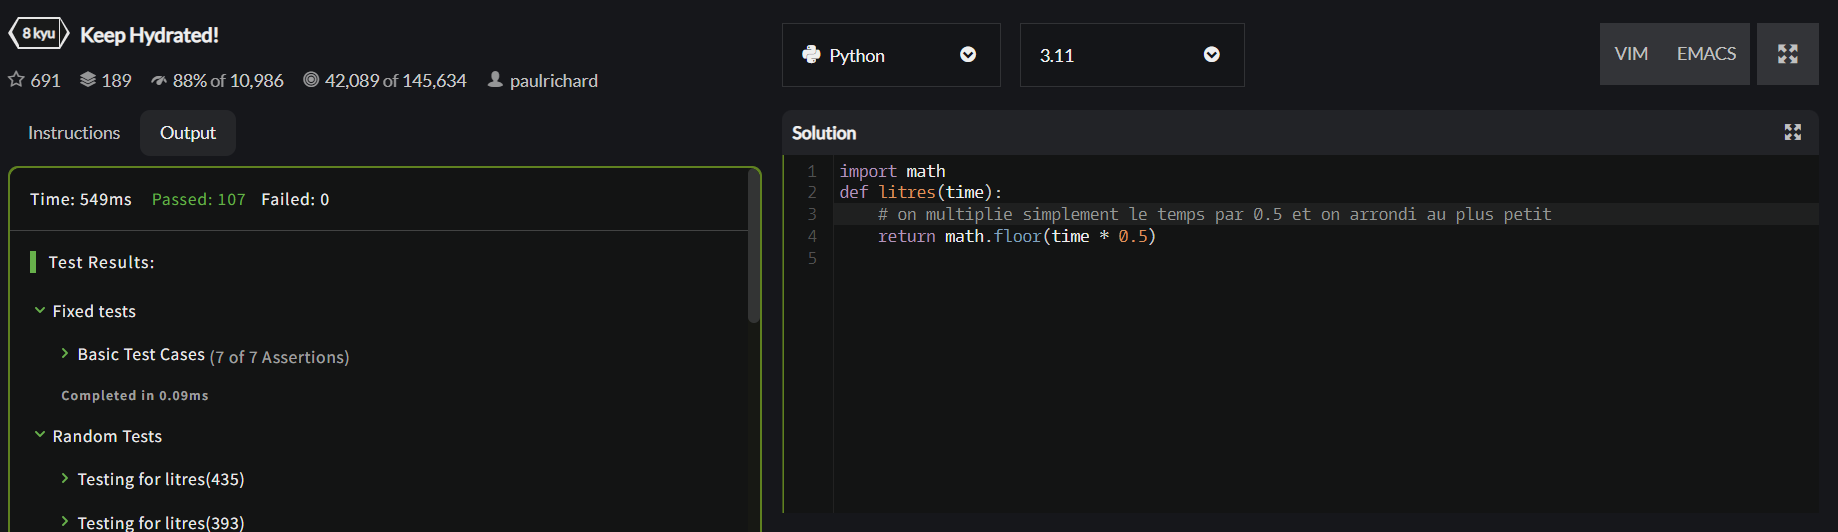 8 kyu Keep Hydrated!
691 189 88% of 10,986 42,089 of 145,634 paulrichard
Instructions Output
Time: 549ms Passed: 107 Failed: 0
Test Results:
Fixed tests
Basic Test Cases (7 of 7 Assertions)
Completed in 0.09ms
Random Tests
Testing for litres(435)
Testing for litres(393)
Python 3.11 VIM EMACS
Solution
1 import math
2 def litres(time):
3 # on multiplie simplement le temps par 0.5 et on arrondi au plus petit
4 return math.floor(time * 0.5)
5